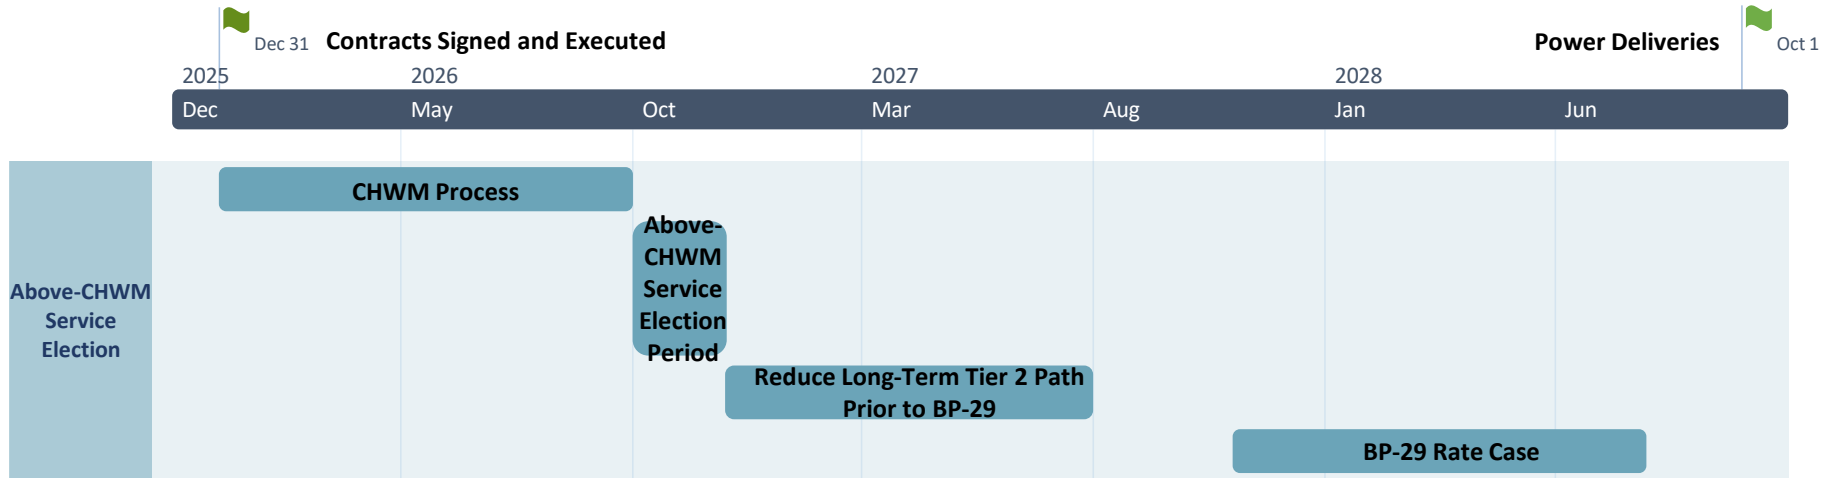 Dec 31
Contracts Signed and Executed
Power Deliveries
Oct 1
2025
2026
2027
2028
Dec
May
Oct
Mar
Aug
Jan
Jun
CHWM Process
Above-
CHWM
Service
Election
Period
Above-CHWM
Service
Election
Reduce Long-Term Tier 2 Path
Prior to BP-29
BP-29 Rate Case